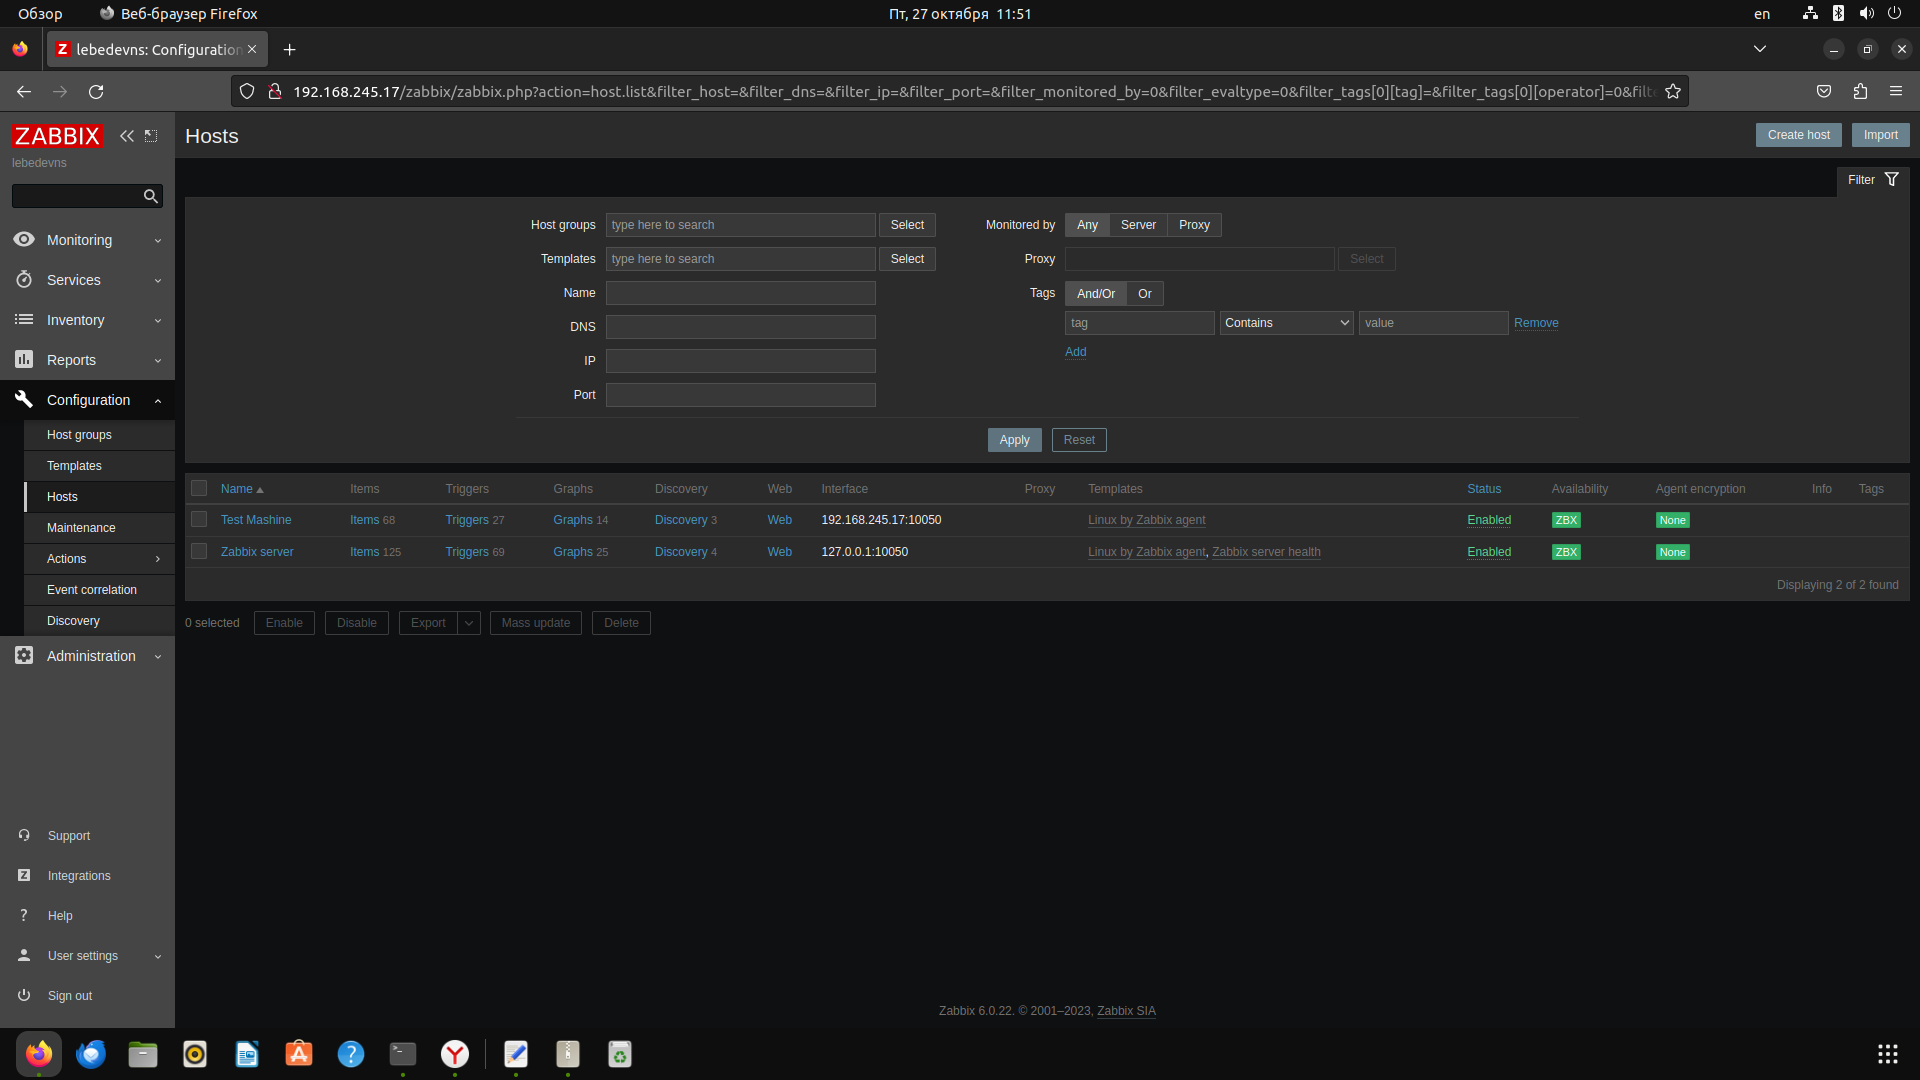 Обзор
Веб-браузер Firefox
Пт, 27 октября 11:51
en
Z lebedevns: Configuration
192.168.245.17/zabbix/zabbix.php?action=host.list&filter_host=&filter_dns=&filter_ip=&filter_port=&filter_monitored_by=0&filter_evaltype=0&filter_tags[0][tag]=&filter_tags[0][operator]=0&filte
ZABBIX
lebedevns
Monitoring
Services
Inventory
Reports
Configuration
Host groups
Templates
Hosts
Maintenance
Actions
Event correlation
Discovery
Administration
Support
Z Integrations
? Help
User settings
Sign out
Hosts
Create host Import
Filter
Host groups type here to search Select
Templates type here to search Select
Name
DNS
IP
Port
Monitored by Any Server Proxy
Proxy Select
Tags And/Or Or
tag Contains value Remove
Add
Apply Reset
Name Items Triggers Graphs Discovery Web Interface Proxy Templates Status Availability Agent encryption Info Tags
Test Mashine Items 68 Triggers 27 Graphs 14 Discovery 3 Web 192.168.245.17:10050 Linux by Zabbix agent Enabled ZBX None
Zabbix server Items 125 Triggers 69 Graphs 25 Discovery 4 Web 127.0.0.1:10050 Linux by Zabbix agent, Zabbix server health Enabled ZBX None
Displaying 2 of 2 found
0 selected Enable Disable Export Mass update Delete
Zabbix 6.0.22. © 2001–2023, Zabbix SIA